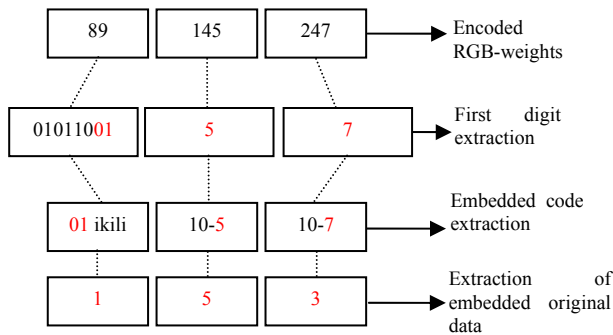 89 145 247 Encoded
RGB-weights
01011001 5 7 First digit
extraction
01 ikili 10-5 10-7 Embedded code
extraction
1 5 3 Extraction of
embedded original
data